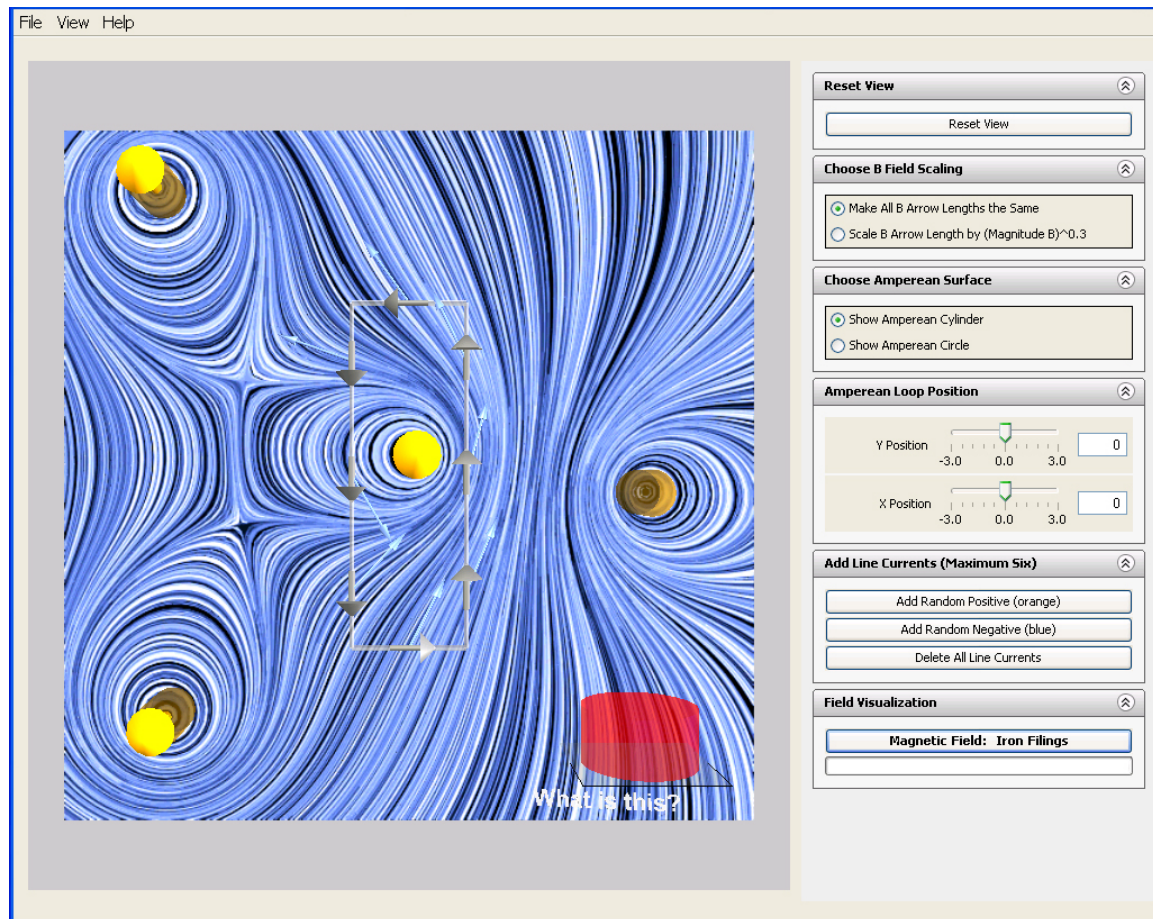 File View Help
Reset View
Reset View
Choose B Field Scaling
Make All B Arrow Lengths the Same
Scale B Arrow Length by (Magnitude B)^0.3
Choose Amperean Surface
Show Amperean Cylinder
Show Amperean Circle
Amperean Loop Position
Y Position
-3.0 0.0 3.0
0
X Position
-3.0 0.0 3.0
0
Add Line Currents (Maximum Six)
Add Random Positive (orange)
Add Random Negative (blue)
Delete All Line Currents
Field Visualization
Magnetic Field: Iron Filings
What is this?